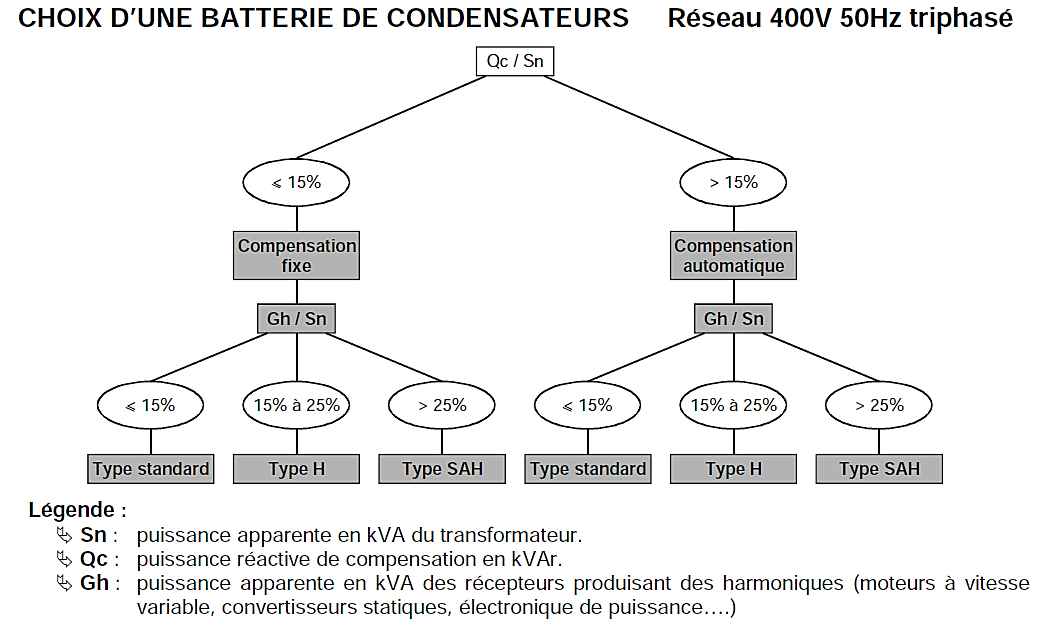 CHOIX D'UNE BATTERIE DE CONDENSATEURS Réseau 400V 50Hz triphasé
Qc / Sn
⩽ 15% > 15%
Compensation
fixe
Compensation
automatique
Gh / Sn Gh / Sn
⩽ 15% 15% à 25% > 25% ⩽ 15% 15% à 25% > 25%
Type standard Type H Type SAH Type standard Type H Type SAH
Légende :
Sn : puissance apparente en kVA du transformateur.
Qc : puissance réactive de compensation en kVAr.
Gh : puissance apparente en kVA des récepteurs produisant des harmoniques (moteurs à vitesse
variable, convertisseurs statiques, électronique de puissance….)